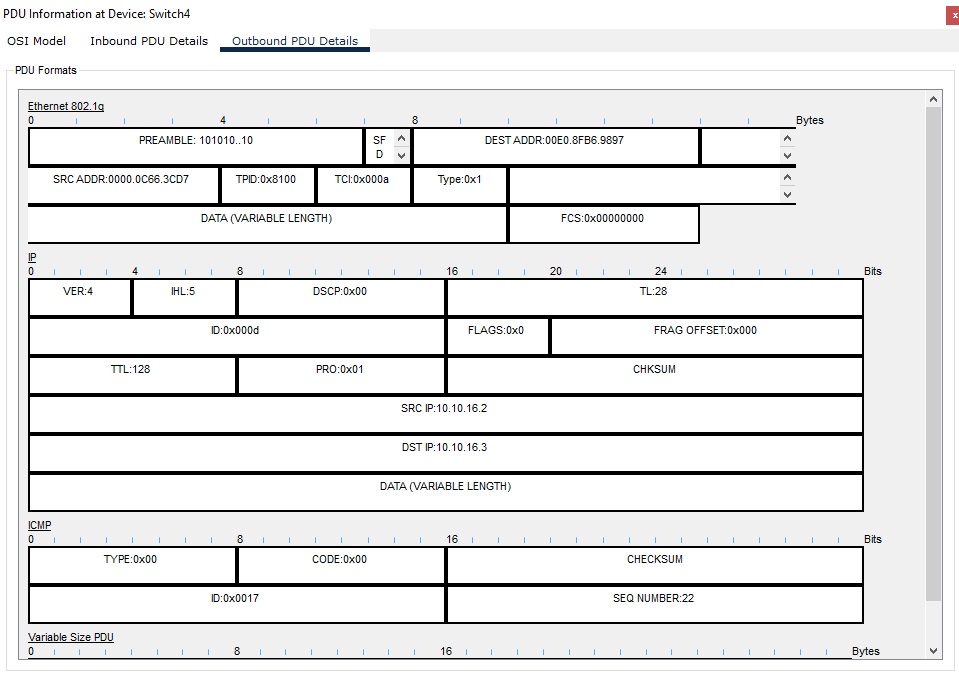 PDU Information at Device: Switch4
x
OSI Model Inbound PDU Details Outbound PDU Details
PDU Formats
Ethernet 802.1q
0 4 8 Bytes
PREAMBLE: 101010..10 SF D DEST ADDR:00E0.8FB6.9897
SRC ADDR:0000.0C66.3CD7 TPID:0x8100 TCI:0x000a Type:0x1
DATA (VARIABLE LENGTH) FCS:0x00000000
IP
0 4 8 16 20 24 Bits
VER:4 IHL:5 DSCP:0x00 TL:28
ID:0x000d FLAGS:0x0 FRAG OFFSET:0x000
TTL:128 PRO:0x01 CHKSUM
SRC IP:10.10.16.2
DST IP:10.10.16.3
DATA (VARIABLE LENGTH)
ICMP
0 8 16 Bits
TYPE:0x00 CODE:0x00 CHECKSUM
ID:0x0017 SEQ NUMBER:22
Variable Size PDU
0 8 16 Bytes